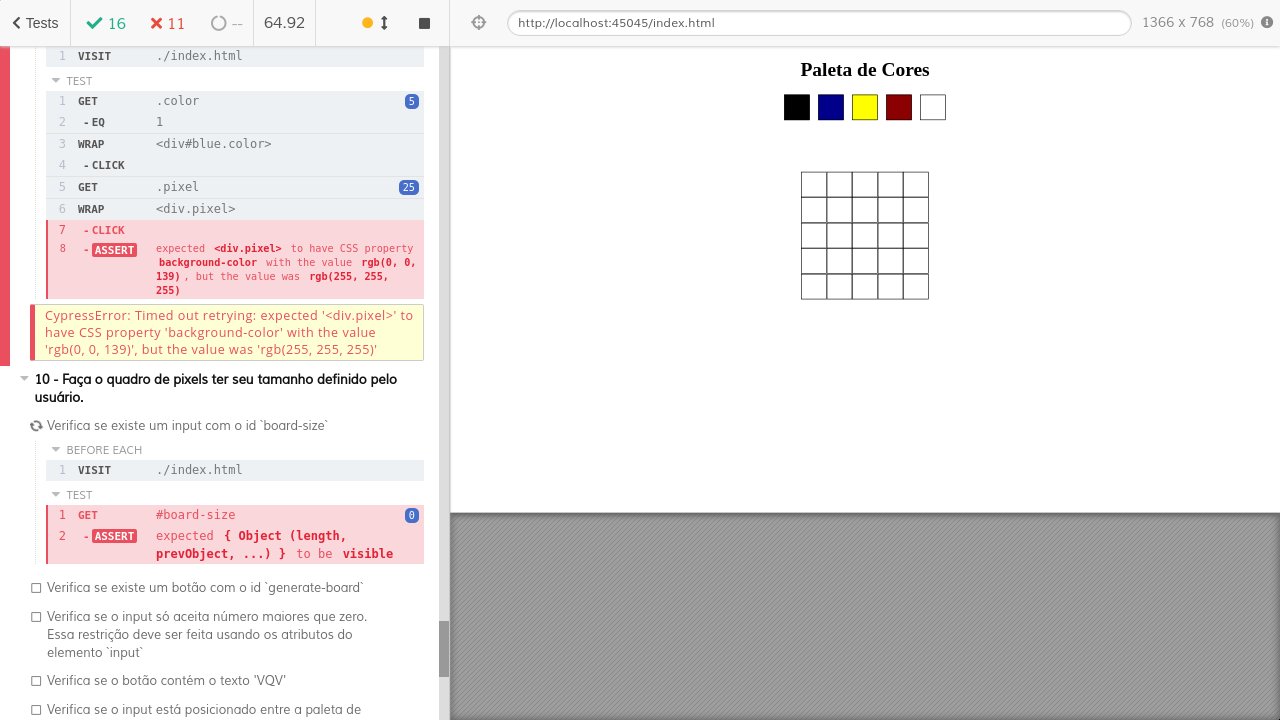 Tests 16 11 -- 64.92
1 VISIT ./index.html
TEST
1 GET .color 5
2 - EQ 1
3 WRAP <div#blue.color>
4 - CLICK
5 GET .pixel 25
6 WRAP <div.pixel>
7 - CLICK
8 - ASSERT expected <div.pixel> to have CSS property
background-color with the value rgb(0, 0,
139), but the value was rgb(255, 255,
255)
CypressError: Timed out retrying: expected '<div.pixel>' to
have CSS property 'background-color' with the value
'rgb(0, 0, 139)', but the value was 'rgb(255, 255, 255)'
10 - Faça o quadro de pixels ter seu tamanho definido pelo
usuário.
Verifica se existe um input com o id `board-size`
BEFORE EACH
1 VISIT ./index.html
TEST
1 GET #board-size 0
2 - ASSERT expected { Object (length,
prevObject, ...) } to be visible
Verifica se existe um botão com o id `generate-board`
Verifica se o input só aceita número maiores que zero.
Essa restrição deve ser feita usando os atributos do
elemento `input`
Verifica se o botão contém o texto 'VQV'
Verifica se o input está posicionado entre a paleta de
http://localhost:45045/index.html 1366 x 768 (60%)
Paleta de Cores